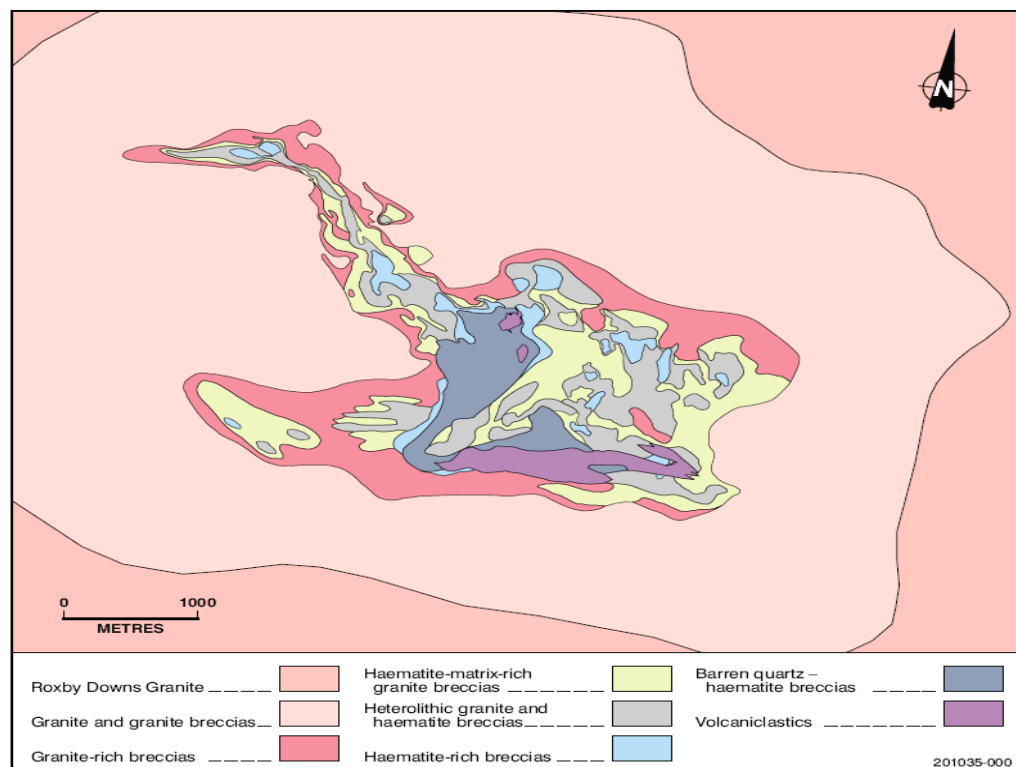 N
0 1000
METRES
Roxby Downs Granite
Granite and granite breccias
Granite-rich breccias
Haematite-matrix-rich
granite breccias
Heterolithic granite and
haematite breccias
Haematite-rich breccias
Barren quartz –
haematite breccias
Volcaniclastics
201035-000